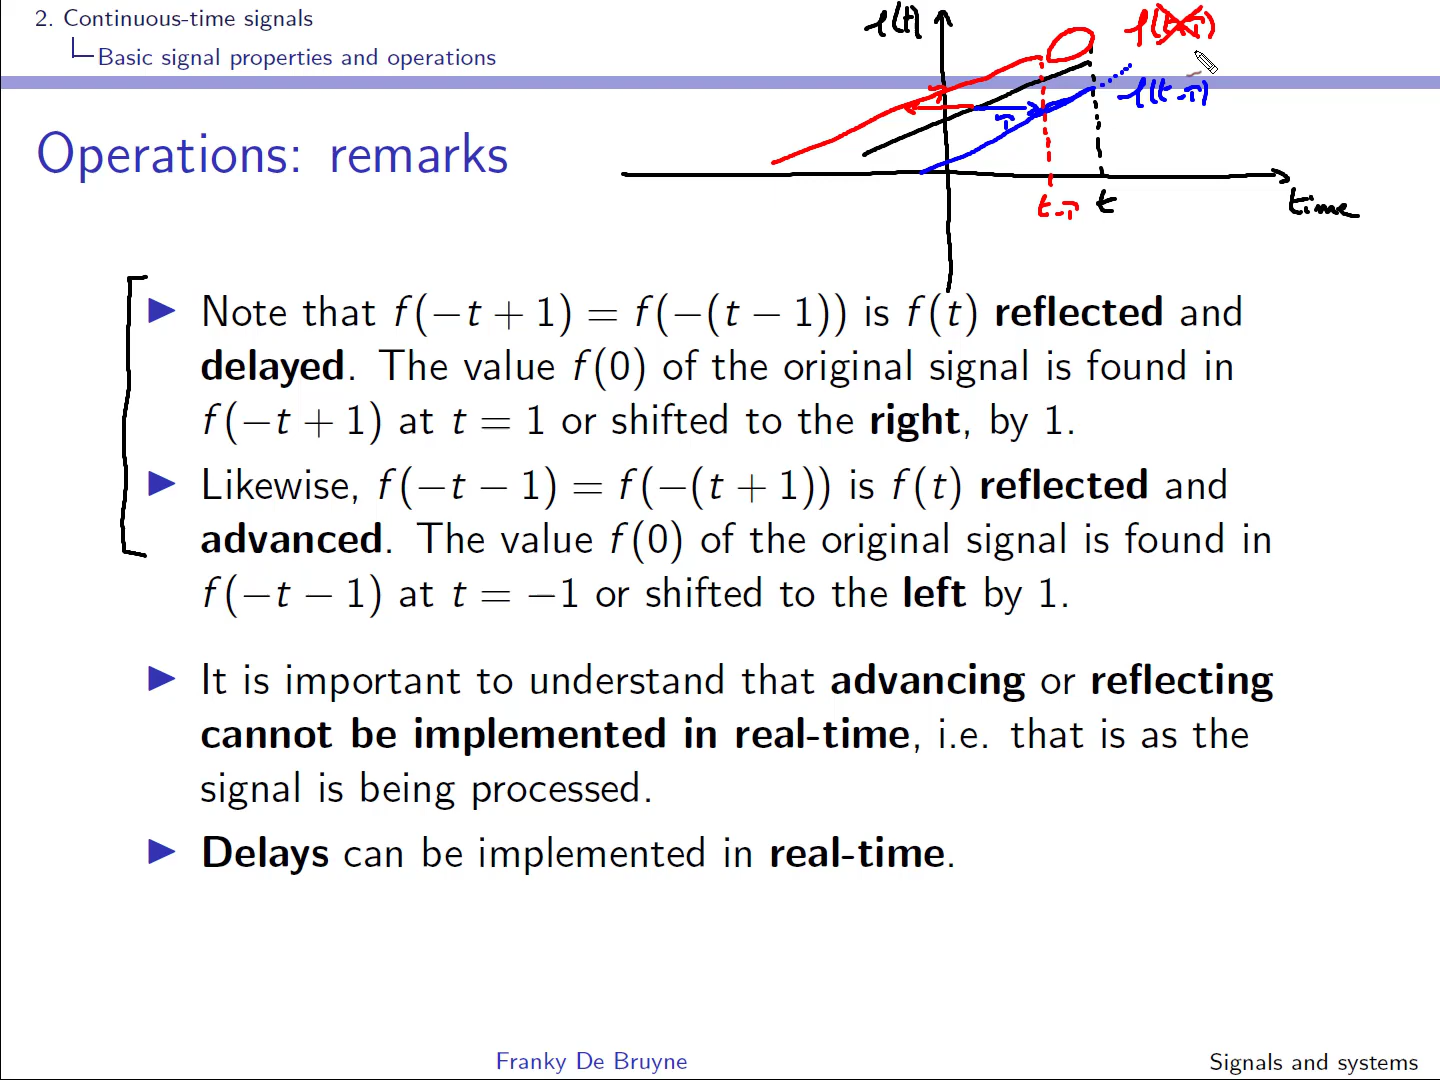 2. Continuous-time signals
Basic signal properties and operations
f(t)
f(t-T)
Operations: remarks
T
t-T
t
time
Note that f(−t + 1) = f(−(t − 1)) is f(t) reflected and
delayed. The value f(0) of the original signal is found in
f(−t + 1) at t = 1 or shifted to the right, by 1.
Likewise, f(−t − 1) = f(−(t + 1)) is f(t) reflected and
advanced. The value f(0) of the original signal is found in
f(−t − 1) at t = −1 or shifted to the left by 1.
It is important to understand that advancing or reflecting
cannot be implemented in real-time, i.e. that is as the
signal is being processed.
Delays can be implemented in real-time.
Franky De Bruyne
Signals and systems